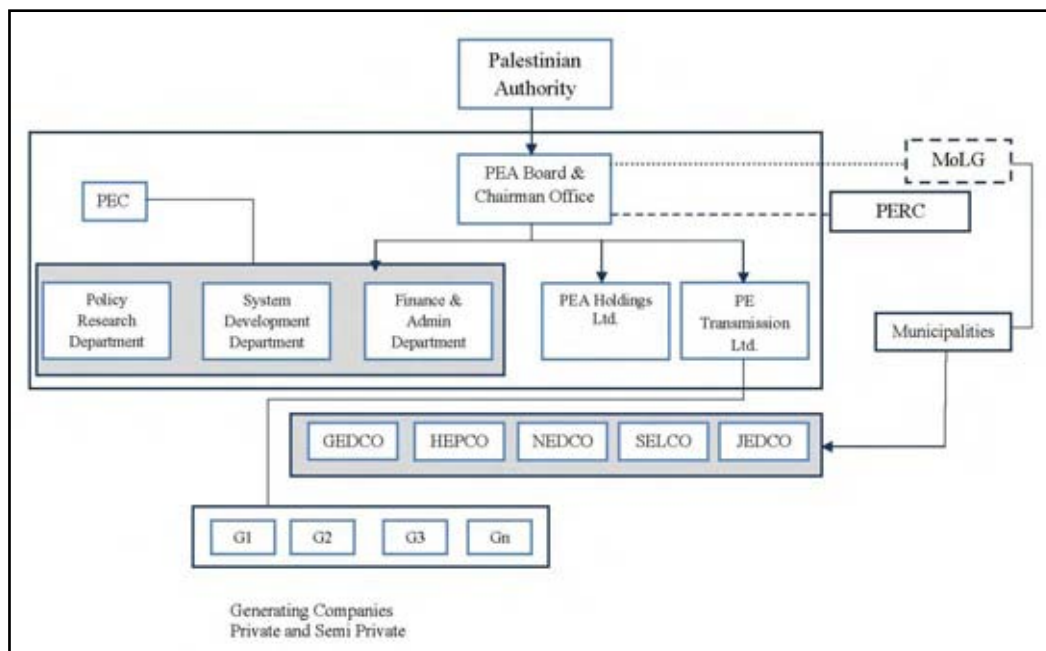 Palestinian
Authority
PEA Board &
Chairman Office
MoLG
PEC
PERC
Policy
Research
Department
System
Development
Department
Finance &
Admin
Department
PEA Holdings
Ltd.
PE
Transmission
Ltd.
Municipalities
GEDCO
HEPCO
NEDCO
SELCO
JEDCO
G1
G2
G3
Gn
Generating Companies
Private and Semi Private